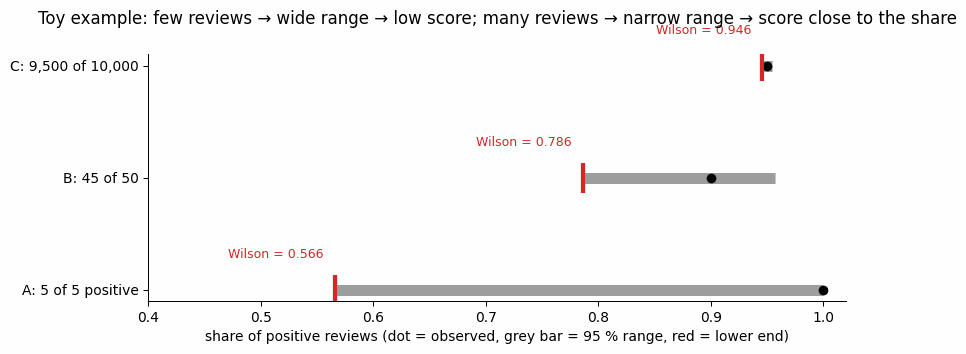 Toy example: few reviews → wide range → low score; many reviews → narrow range → score close to the share
Wilson = 0.946
C: 9,500 of 10,000
Wilson = 0.786
B: 45 of 50
Wilson = 0.566
A: 5 of 5 positive
0.4 0.5 0.6 0.7 0.8 0.9 1.0
share of positive reviews (dot = observed, grey bar = 95 % range, red = lower end)